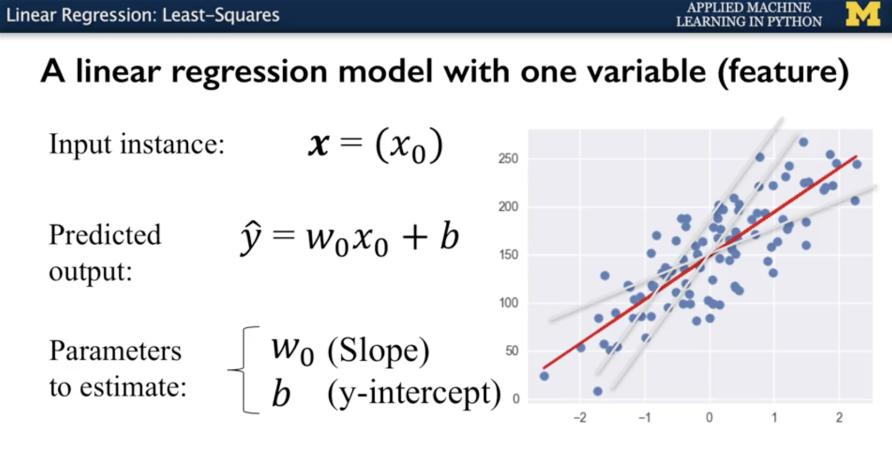 Linear Regression: Least-Squares
APPLIED MACHINE
LEARNING IN PYTHON
M
A linear regression model with one variable (feature)
Input instance: 𝒙 = (x₀)
Predicted
output:
ŷ = w₀x₀ + b
Parameters
to estimate:
w₀ (Slope)
b (y-intercept)
250
200
150
100
50
0
−2 −1 0 1 2